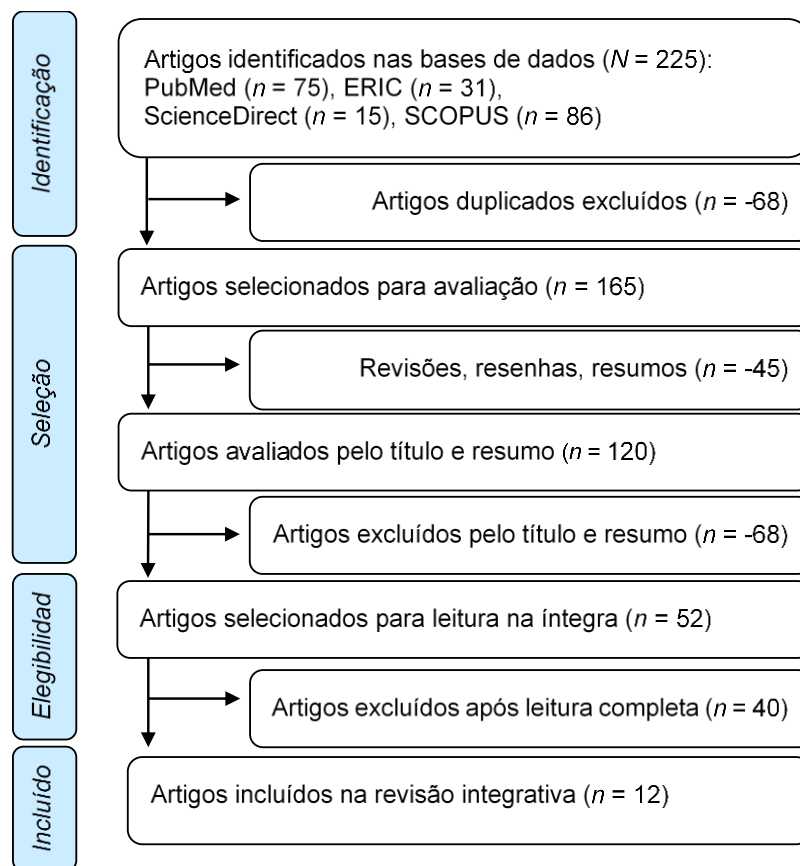 Identificação
Artigos identificados nas bases de dados (N = 225):
PubMed (n = 75), ERIC (n = 31),
ScienceDirect (n = 15), SCOPUS (n = 86)
Artigos duplicados excluídos (n = -68)
Seleção
Artigos selecionados para avaliação (n = 165)
Revisões, resenhas, resumos (n = -45)
Artigos avaliados pelo título e resumo (n = 120)
Artigos excluídos pelo título e resumo (n = -68)
Elegibilidad
Artigos selecionados para leitura na íntegra (n = 52)
Artigos excluídos após leitura completa (n = 40)
Incluído
Artigos incluídos na revisão integrativa (n = 12)